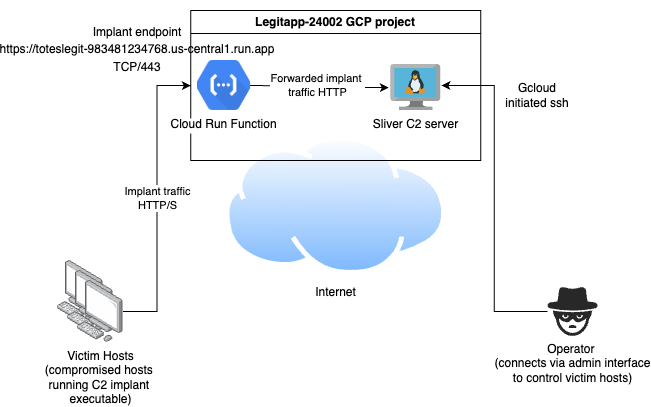 Legitapp-24002 GCP project
Implant endpoint
https://toteslegit-983481234768.us-central1.run.app
TCP/443
Forwarded implant
traffic HTTP
Cloud Run Function
Sliver C2 server
Gcloud
initiated ssh
Implant traffic
HTTP/S
Internet
Victim Hosts
(compromised hosts
running C2 implant
executable)
Operator
(connects via admin interface
to control victim hosts)